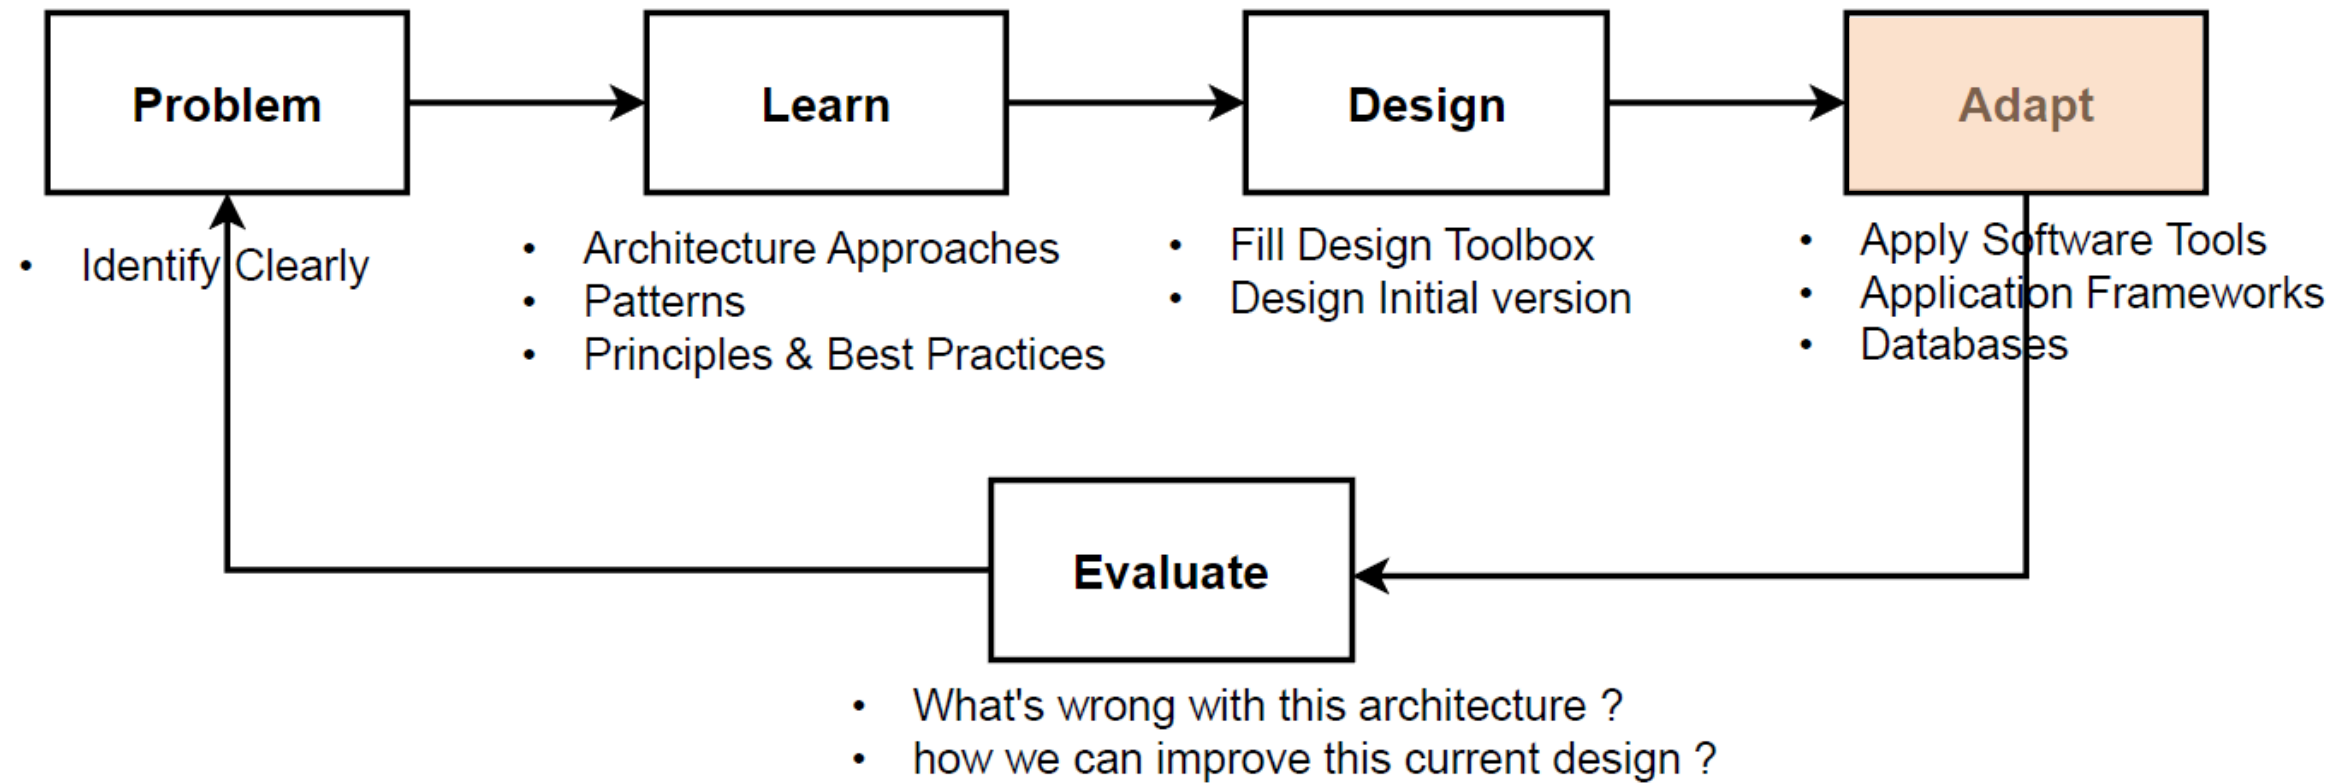 Problem
Learn
Design
Adapt
• Identify Clearly
• Architecture Approaches
• Patterns
• Principles & Best Practices
• Fill Design Toolbox
• Design Initial version
• Apply Software Tools
• Application Frameworks
• Databases
Evaluate
• What's wrong with this architecture ?
• how we can improve this current design ?